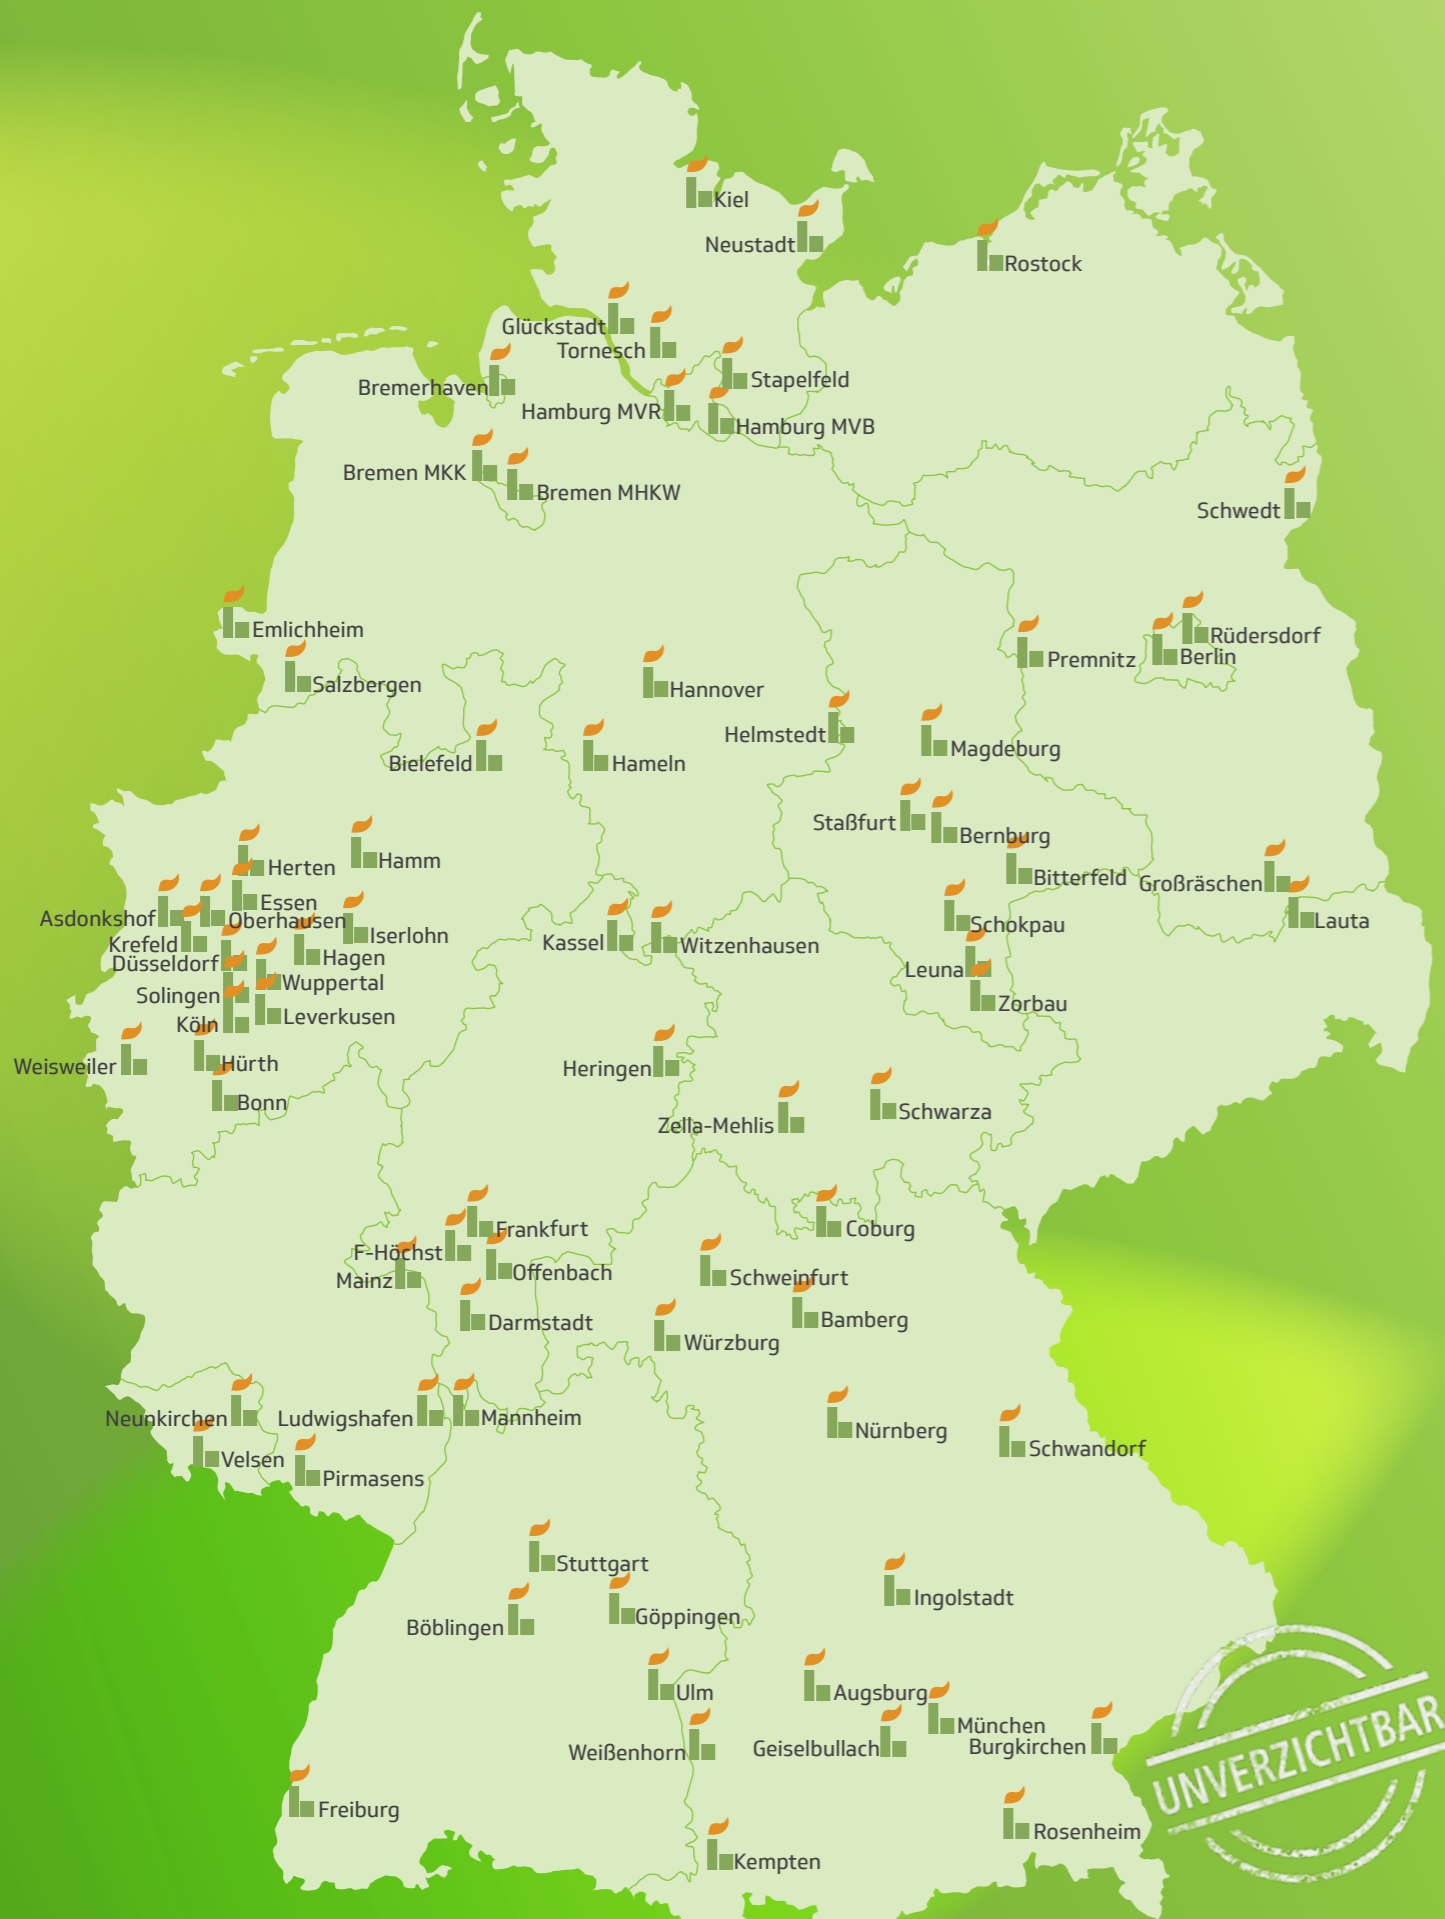 Kiel
Neustadt
Rostock
Glückstadt
Tornesch
Stapelfeld
Bremerhaven
Hamburg MVR
Hamburg MVB
Bremen MKK
Bremen MHKW
Schwedt
Emlichheim
Rüdersdorf
Premnitz
Berlin
Salzbergen
Hannover
Helmstedt
Magdeburg
Bielefeld
Hameln
Staßfurt
Bernburg
Herten
Hamm
Bitterfeld
Großräschen
Essen
Asdonkshof
Oberhausen
Lauta
Schokpau
Iserlohn
Krefeld
Kassel
Witzenhausen
Hagen
Düsseldorf
Leuna
Wuppertal
Solingen
Zorbau
Leverkusen
Köln
Hürth
Weisweiler
Heringen
Bonn
Schwarza
Zella-Mehlis
Frankfurt
Coburg
F-Höchst
Offenbach
Mainz
Schweinfurt
Darmstadt
Bamberg
Würzburg
Neunkirchen
Ludwigshafen
Mannheim
Nürnberg
Schwandorf
Velsen
Pirmasens
Stuttgart
Ingolstadt
Göppingen
Böblingen
Ulm
Augsburg
München
Burgkirchen
Geiselbullach
Weißenhorn
UNVERZICHTBAR
Freiburg
Rosenheim
Kempten